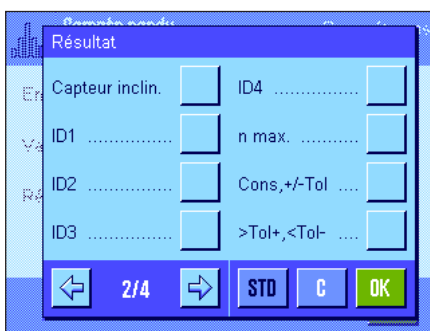 Résultat
Capteur inclin.
ID1 ................
ID2 ................
ID3 ................
ID4 ................
n max. ...........
Cons,+/-Tol ....
>Tol+,<Tol- ....
2/4
STD
C
OK